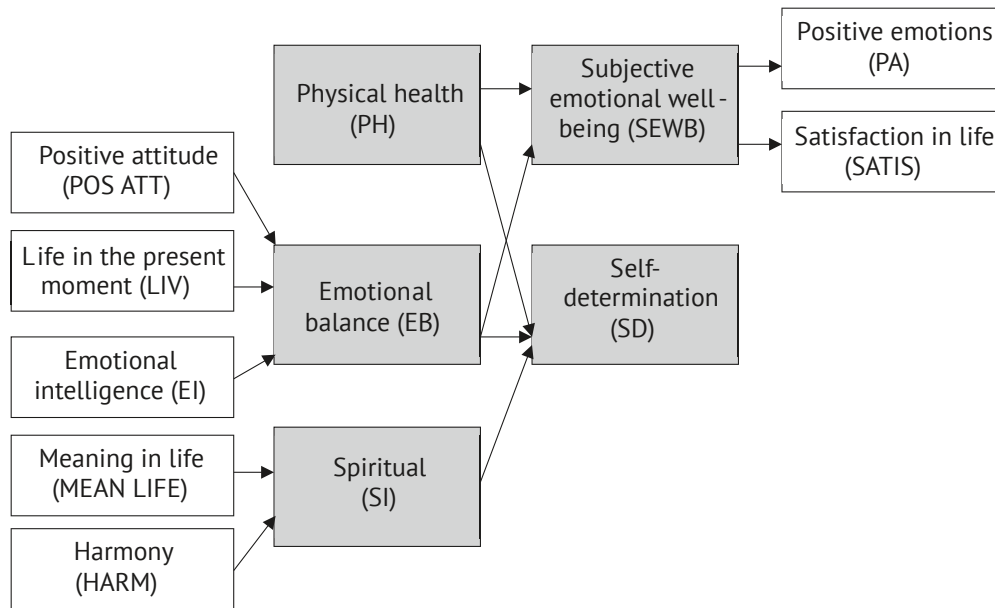 Positive emotions
(PA)
Physical health
(PH)
Subjective
emotional well -
being (SEWB)
Satisfaction in life
(SATIS)
Positive attitude
(POS ATT)
Life in the present
moment (LIV)
Emotional
balance (EB)
Self-
determination
(SD)
Emotional
intelligence (EI)
Meaning in life
(MEAN LIFE)
Spiritual
(SI)
Harmony
(HARM)